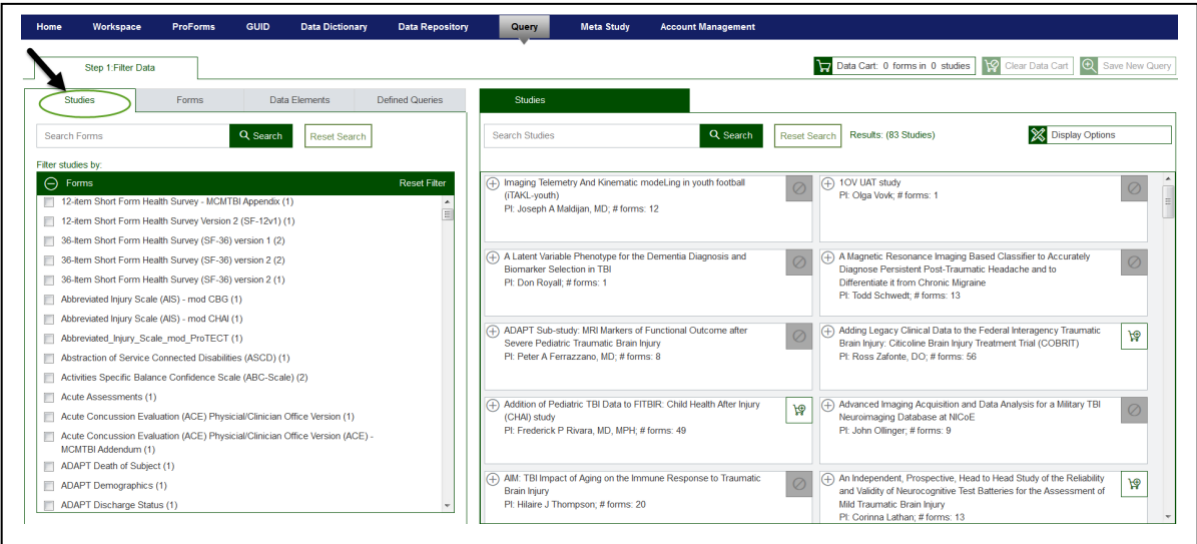 Home Workspace ProForms GUID Data Dictionary Data Repository Query Meta Study Account Management
Step 1:Filter Data
Data Cart: 0 forms in 0 studies
Clear Data Cart
Save New Query
Studies Forms Data Elements Defined Queries
Search Forms Search Reset Search
Filter studies by:
Forms Reset Filter
12-item Short Form Health Survey - MCMTBI Appendix (1)
12-item Short Form Health Survey Version 2 (SF-12v1) (1)
36-Item Short Form Health Survey (SF-36) version 1 (2)
36-Item Short Form Health Survey (SF-36) version 2 (2)
36-Item Short Form Health Survey (SF-36) version 2 (1)
Abbreviated Injury Scale (AIS) - mod CBG (1)
Abbreviated Injury Scale (AIS) - mod CHAI (1)
Abbreviated_Injury_Scale_mod_ProTECT (1)
Abstraction of Service Connected Disabilities (ASCD) (1)
Activities Specific Balance Confidence Scale (ABC-Scale) (2)
Acute Assessments (1)
Acute Concussion Evaluation (ACE) Physicial/Clinician Office Version (1)
Acute Concussion Evaluation (ACE) Physicial/Clinician Office Version (ACE) -
MCMTBI Addendum (1)
ADAPT Death of Subject (1)
ADAPT Demographics (1)
ADAPT Discharge Status (1)
Studies
Search Studies Search Reset Search Results: (83 Studies) Display Options
Imaging Telemetry And Kinematic modeLing in youth football
(iTAKL-youth)
PI: Joseph A Maldijan, MD; # forms: 12
1OV UAT study
PI: Olga Vovk; # forms: 1
A Latent Variable Phenotype for the Dementia Diagnosis and
Biomarker Selection in TBI
PI: Don Royall; # forms: 1
A Magnetic Resonance Imaging Based Classifier to Accurately
Diagnose Persistent Post-Traumatic Headache and to
Differentiate it from Chronic Migraine
PI: Todd Schwedt; # forms: 13
ADAPT Sub-study: MRI Markers of Functional Outcome after
Severe Pediatric Traumatic Brain Injury
PI: Peter A Ferrazzano, MD; # forms: 8
Adding Legacy Clinical Data to the Federal Interagency Traumatic
Brain Injury: Citicoline Brain Injury Treatment Trial (COBRIT)
PI: Ross Zafonte, DO; # forms: 56
Addition of Pediatric TBI Data to FITBIR: Child Health After Injury
(CHAI) study
PI: Frederick P Rivara, MD, MPH; # forms: 49
Advanced Imaging Acquisition and Data Analysis for a Military TBI
Neuroimaging Database at NICoE
PI: John Ollinger; # forms: 9
AIM: TBI Impact of Aging on the Immune Response to Traumatic
Brain Injury
PI: Hilaire J Thompson; # forms: 20
An Independent, Prospective, Head to Head Study of the Reliability
and Validity of Neurocognitive Test Batteries for the Assessment of
Mild Traumatic Brain Injury
PI: Corinna Lathan; # forms: 13